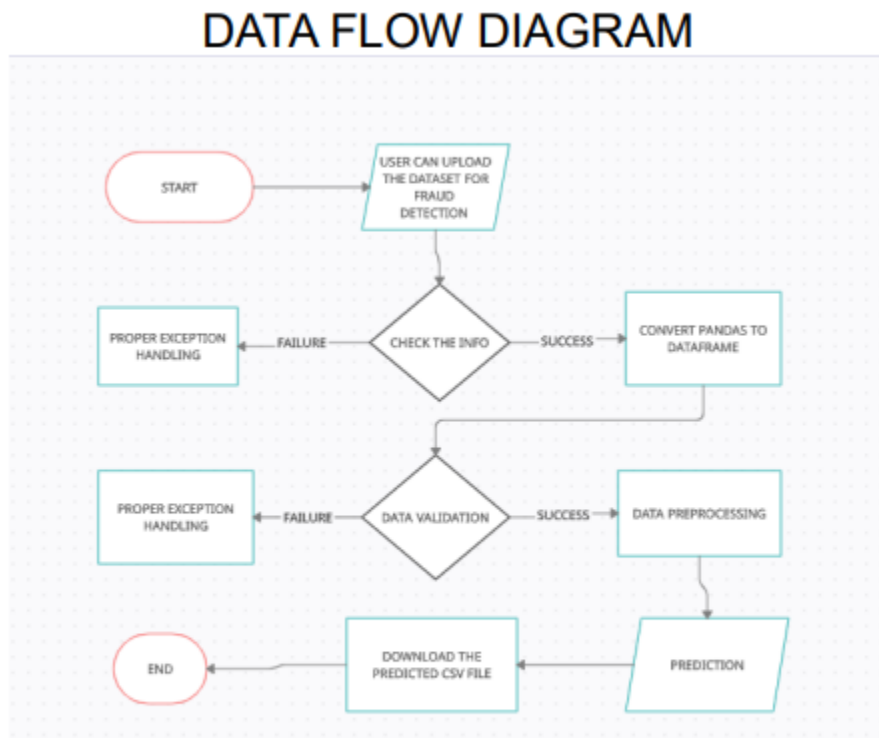 DATA FLOW DIAGRAM
START
USER CAN UPLOAD
THE DATASET FOR
FRAUD
DETECTION
PROPER EXCEPTION
HANDLING
FAILURE
CHECK THE INFO
SUCCESS
CONVERT PANDAS TO
DATAFRAME
PROPER EXCEPTION
HANDLING
FAILURE
DATA VALIDATION
SUCCESS
DATA PREPROCESSING
END
DOWNLOAD THE
PREDICTED CSV FILE
PREDICTION